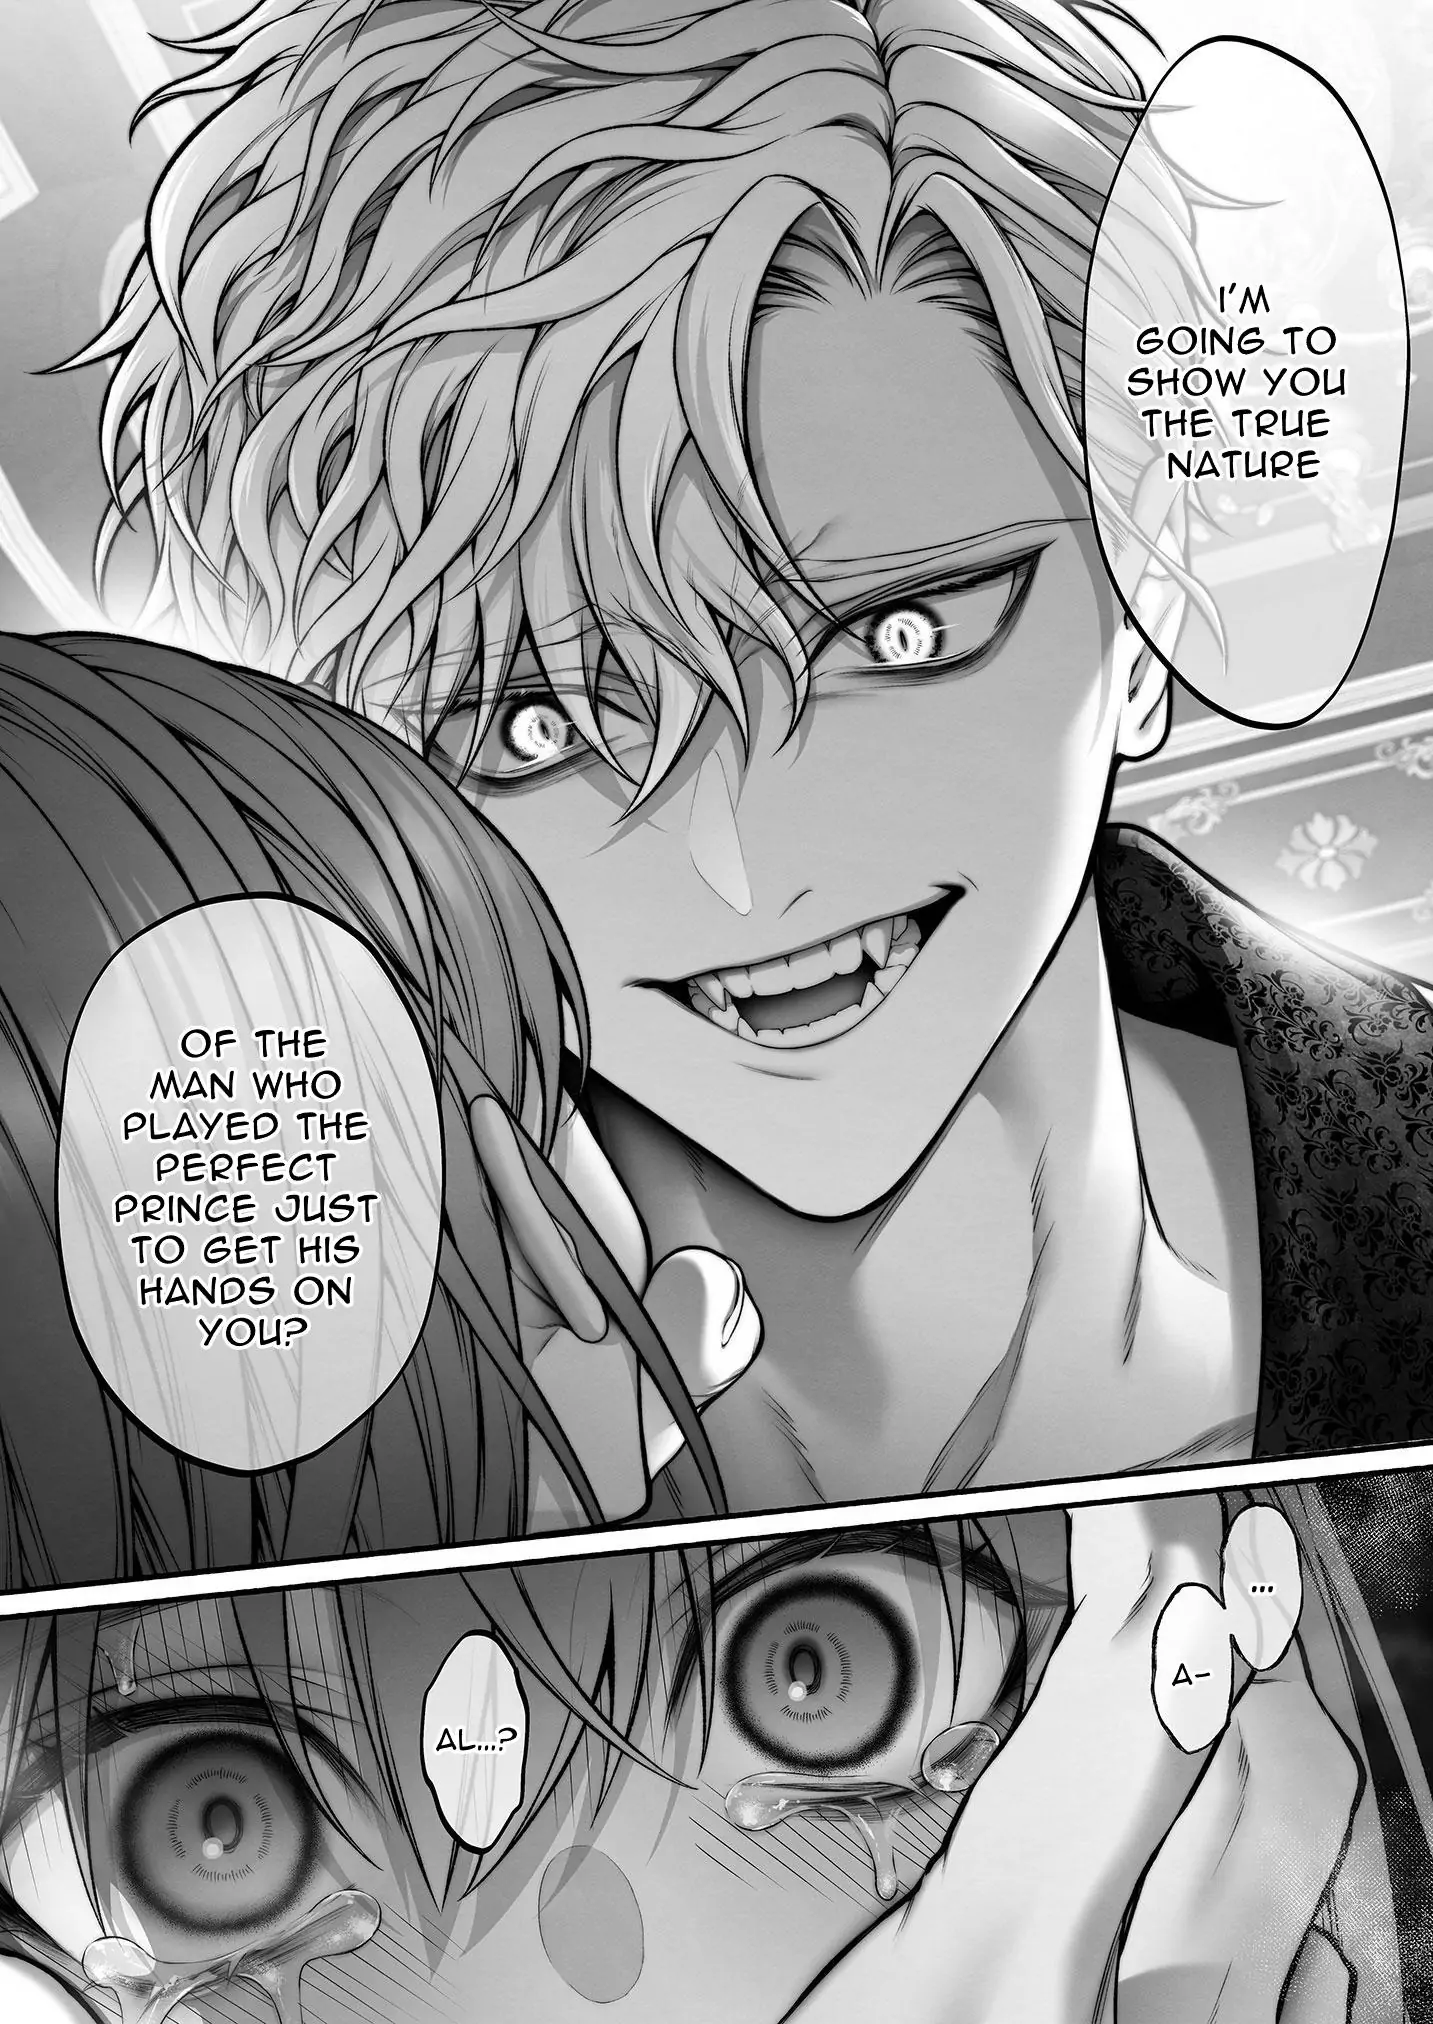 I'M
GOING TO
SHOW YOU
THE TRUE
NATURE
OF THE
MAN WHO
PLAYED THE
PERFECT
PRINCE JUST
TO GET HIS
HANDS ON
YOU?
...
A-
AL...?